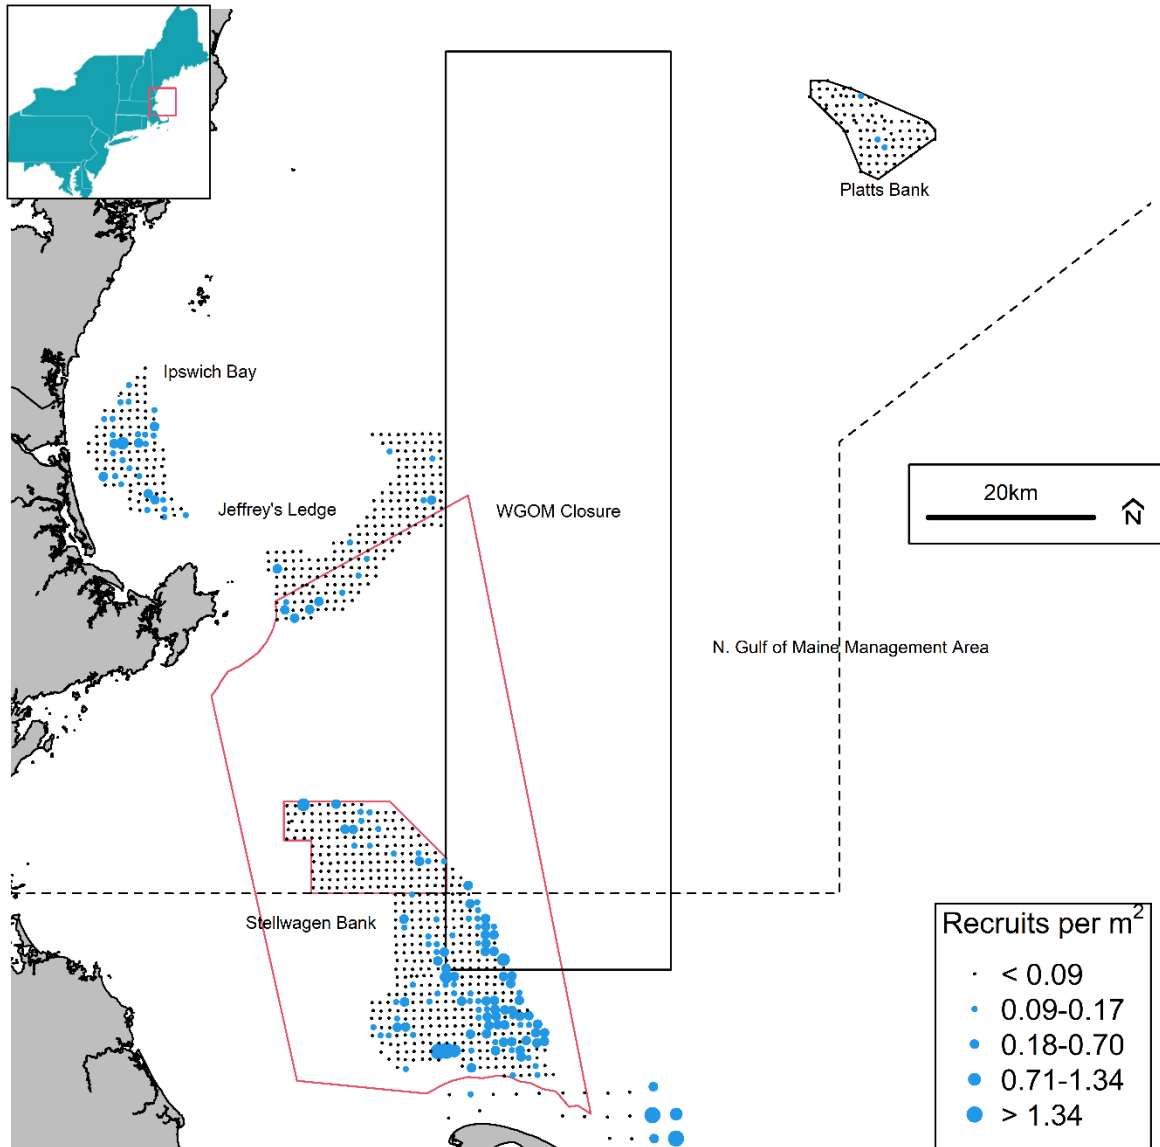 Platts Bank
Ipswich Bay
Jeffrey's Ledge
WGOM Closure
20km
N
N. Gulf of Maine Management Area
Stellwagen Bank
Recruits per m²
< 0.09
0.09-0.17
0.18-0.70
0.71-1.34
> 1.34